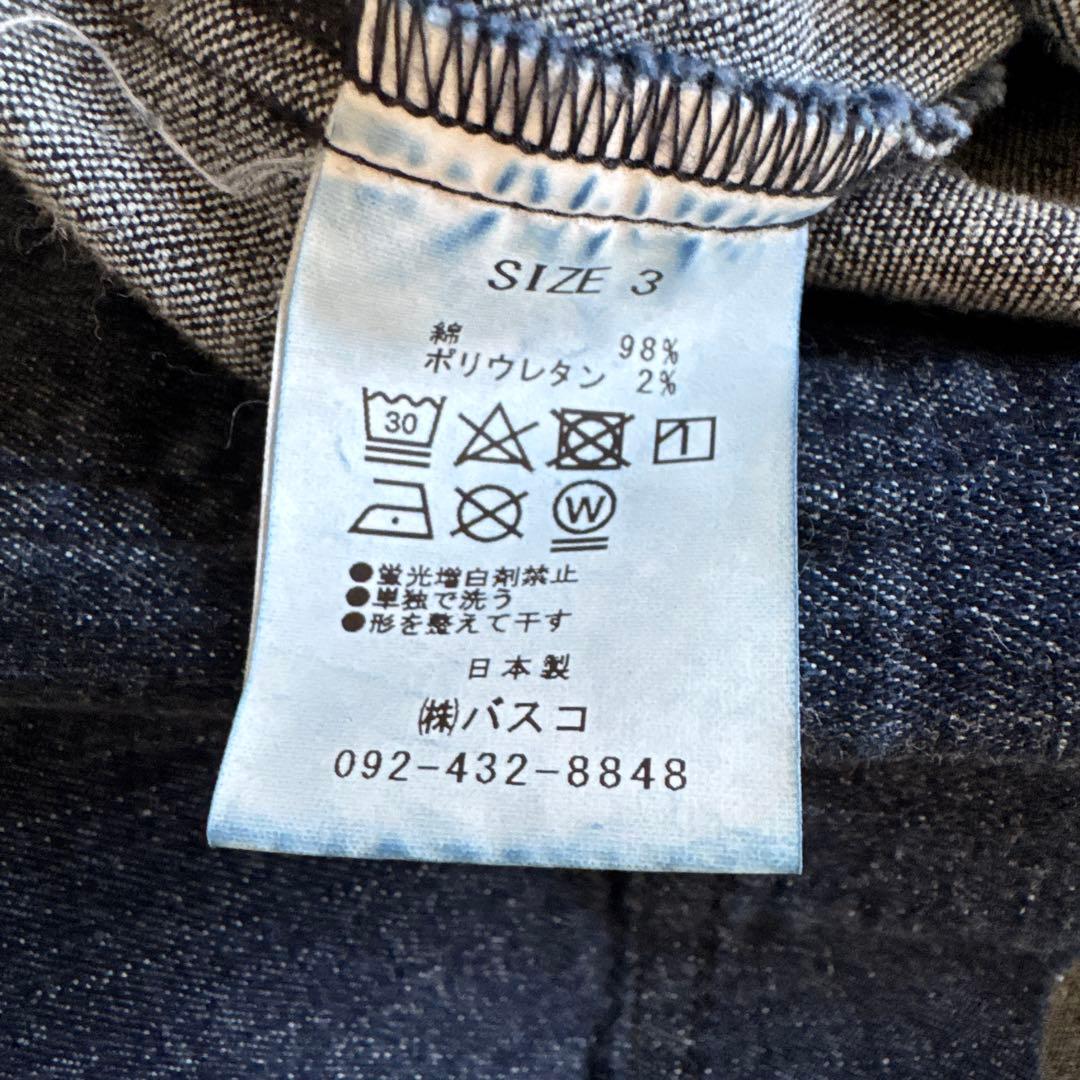 SIZE 3
綿 98%
ポリウレタン 2%
30
W
●蛍光増白剤禁止
●単独で洗う
●形を整えて干す
日本製
㈱バスコ
092-432-8848